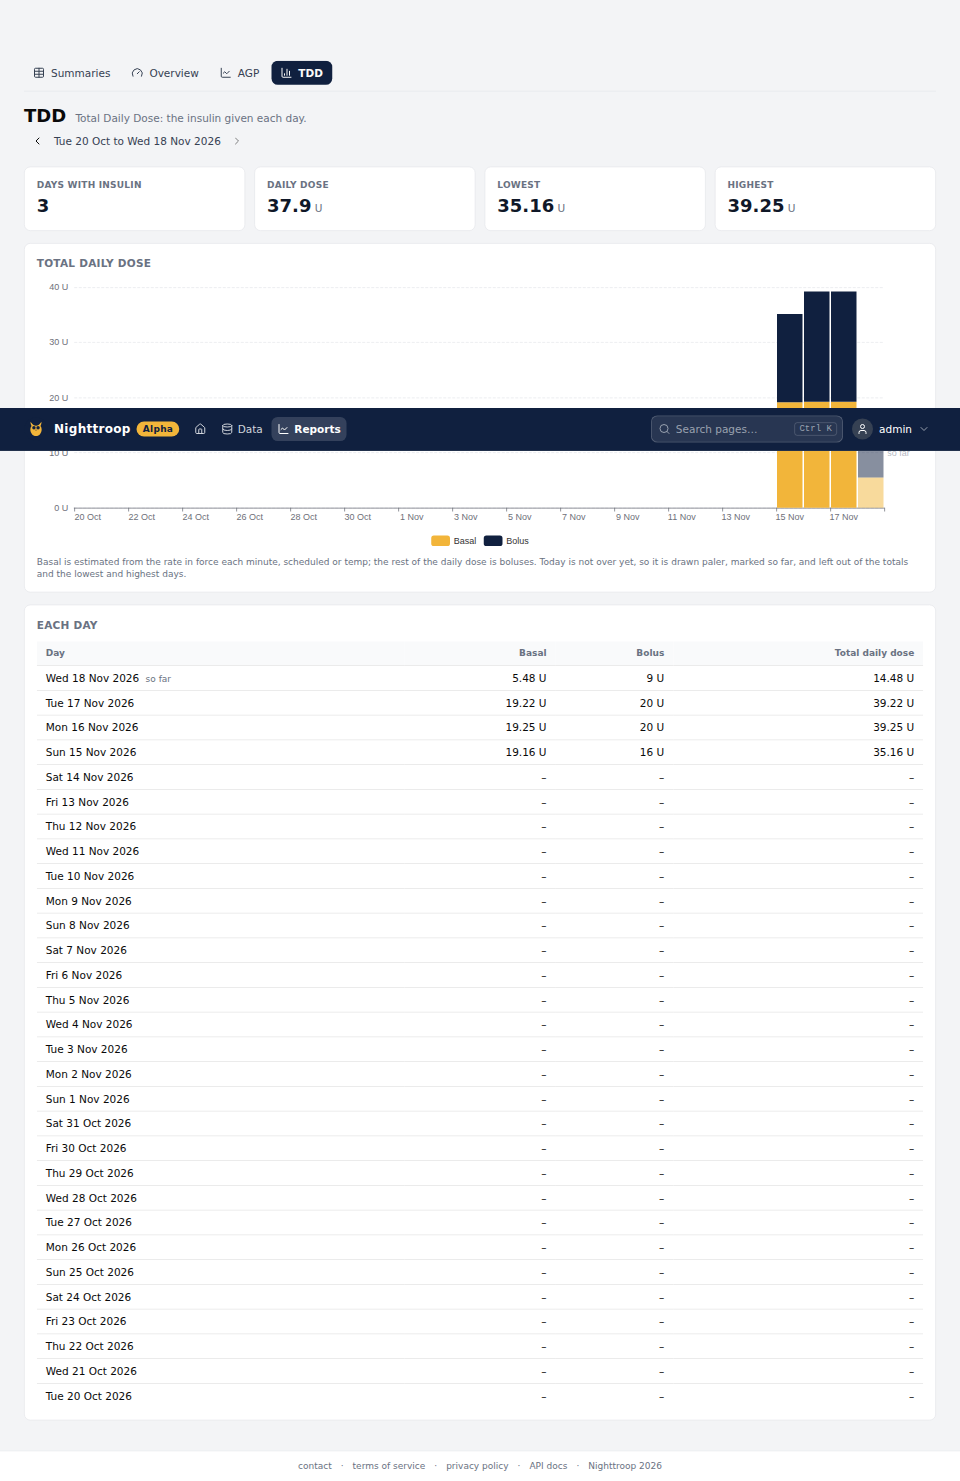 Summaries Overview AGP TDD
TDD Total Daily Dose: the insulin given each day.
Tue 20 Oct to Wed 18 Nov 2026
DAYS WITH INSULIN
3
DAILY DOSE
37.9 U
LOWEST
35.16 U
HIGHEST
39.25 U
TOTAL DAILY DOSE
40 U
30 U
20 U
Nighttroop Alpha Data Reports Search pages... Ctrl K admin
10 U
so far
0 U
20 Oct 22 Oct 24 Oct 26 Oct 28 Oct 30 Oct 1 Nov 3 Nov 5 Nov 7 Nov 9 Nov 11 Nov 13 Nov 15 Nov 17 Nov
Basal Bolus
Basal is estimated from the rate in force each minute, scheduled or temp; the rest of the daily dose is boluses. Today is not over yet, so it is drawn paler, marked so far, and left out of the totals
and the lowest and highest days.
EACH DAY
Day Basal Bolus Total daily dose
Wed 18 Nov 2026 so far 5.48 U 9 U 14.48 U
Tue 17 Nov 2026 19.22 U 20 U 39.22 U
Mon 16 Nov 2026 19.25 U 20 U 39.25 U
Sun 15 Nov 2026 19.16 U 16 U 35.16 U
Sat 14 Nov 2026 – – –
Fri 13 Nov 2026 – – –
Thu 12 Nov 2026 – – –
Wed 11 Nov 2026 – – –
Tue 10 Nov 2026 – – –
Mon 9 Nov 2026 – – –
Sun 8 Nov 2026 – – –
Sat 7 Nov 2026 – – –
Fri 6 Nov 2026 – – –
Thu 5 Nov 2026 – – –
Wed 4 Nov 2026 – – –
Tue 3 Nov 2026 – – –
Mon 2 Nov 2026 – – –
Sun 1 Nov 2026 – – –
Sat 31 Oct 2026 – – –
Fri 30 Oct 2026 – – –
Thu 29 Oct 2026 – – –
Wed 28 Oct 2026 – – –
Tue 27 Oct 2026 – – –
Mon 26 Oct 2026 – – –
Sun 25 Oct 2026 – – –
Sat 24 Oct 2026 – – –
Fri 23 Oct 2026 – – –
Thu 22 Oct 2026 – – –
Wed 21 Oct 2026 – – –
Tue 20 Oct 2026 – – –
contact · terms of service · privacy policy · API docs · Nighttroop 2026